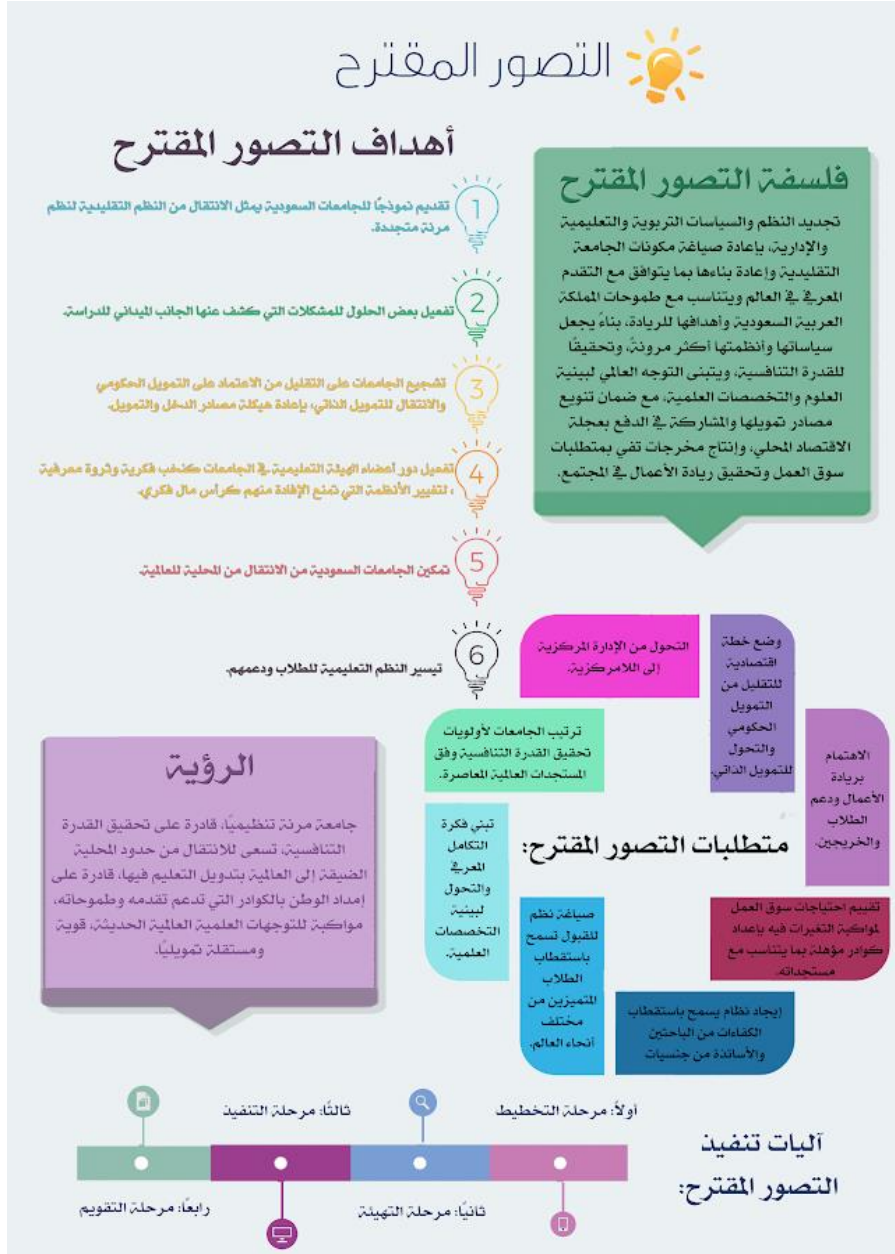 التصور المقترح
فلسفة التصور المقترح
تجديد النظم والسياسات التربوية والتعليمية
والإدارية، بإعادة صياغة مكونات الجامعة
التقليدية وإعادة بناءها بما يتوافق مع التقدم
المعرفي في العالم ويتناسب مع طموحات المملكة
العربية السعودية وأهدافها للريادة، بناءً يجعل
سياساتها وأنظمتها أكثر مرونة، وتحقيقًا
للقدرة التنافسية، ويتبنى التوجه العالمي لبينية
العلوم والتخصصات العلمية، مع ضمان تنويع
مصادر تمويلها والمشاركة في الدفع بعجلة
الاقتصاد المحلي، وإنتاج مخرجات تفي بمتطلبات
سوق العمل وتحقيق ريادة الأعمال في المجتمع.
أهداف التصور المقترح
1
تقديم نموذجًا للجامعات السعودية يمثل الانتقال من النظم التقليدية لنظم
مرنة متجددة.
2
تفعيل بعض الحلول للمشكلات التي كشف عنها الجانب الميداني للدراسة.
3
تشجيع الجامعات على التقليل من الاعتماد على التمويل الحكومي
والانتقال للتمويل الذاتي، بإعادة هيكلة مصادر الدخل والتمويل.
4
تفعيل دور أعضاء الهيئة التعليمية في الجامعات كنخب فكرية وثروة معرفية
، لتغيير الأنظمة التي تمنع الإفادة منهم كرأس مال فكري.
5
تمكين الجامعات السعودية من الانتقال من المحلية للعالمية.
6
تيسير النظم التعليمية للطلاب ودعمهم.
الرؤية
جامعة مرنة تنظيميًا، قادرة على تحقيق القدرة
التنافسية، تسعى للانتقال من حدود المحلية
الضيقة إلى العالمية بتدويل التعليم فيها، قادرة على
إمداد الوطن بالكوادر التي تدعم تقدمه وطموحاته،
مواكبة للتوجهات العلمية العالمية الحديثة، قوية
ومستقلة تمويليًا.
متطلبات التصور المقترح:
وضع خطة
اقتصادية
للتقليل من
التمويل
الحكومي
والتحول
للتمويل الذاتي.
التحول من الإدارة المركزية
إلى اللامركزية.
ترتيب الجامعات لأولويات
تحقيق القدرة التنافسية وفق
المستجدات العالمية المعاصرة.
تبني فكرة
التكامل
المعرفي
والتحول
لبينية
التخصصات
العلمية.
صياغة نظم
للقبول تسمح
باستقطاب
الطلاب
المتميزين من
مختلف
أنحاء العالم.
إيجاد نظام يسمح باستقطاب
الكفاءات من الباحثين
والأساتذة من جنسيات
تقييم احتياجات سوق العمل
لمواكبة التغيرات فيه بإعداد
كوادر مؤهلة بما يتناسب مع
مستجداته.
الاهتمام
بريادة
الأعمال ودعم
الطلاب
والخريجين.
آليات تنفيذ
التصور المقترح:
أولاً: مرحلة التخطيط
ثانيًا: مرحلة التهيئة
ثالثًا: مرحلة التنفيذ
رابعًا: مرحلة التقويم